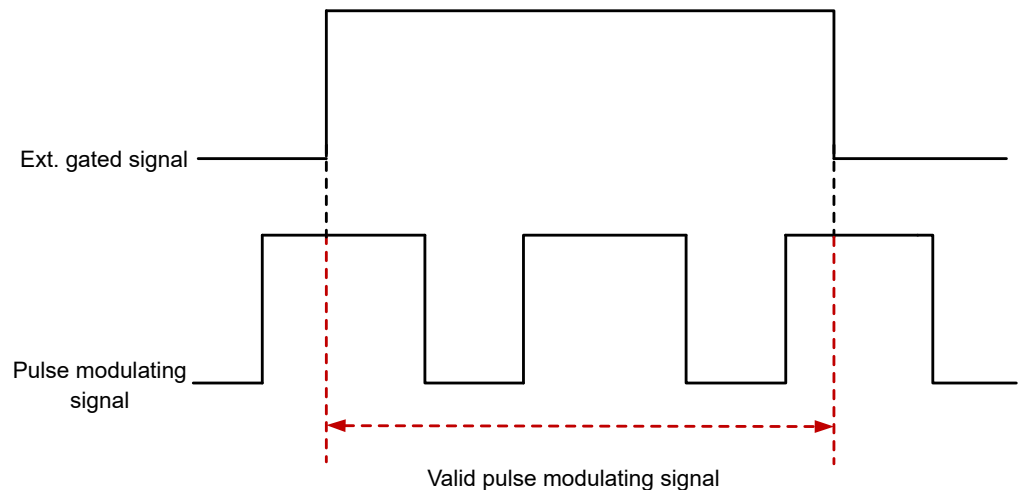 Ext. gated signal
Pulse modulating
signal
Valid pulse modulating signal